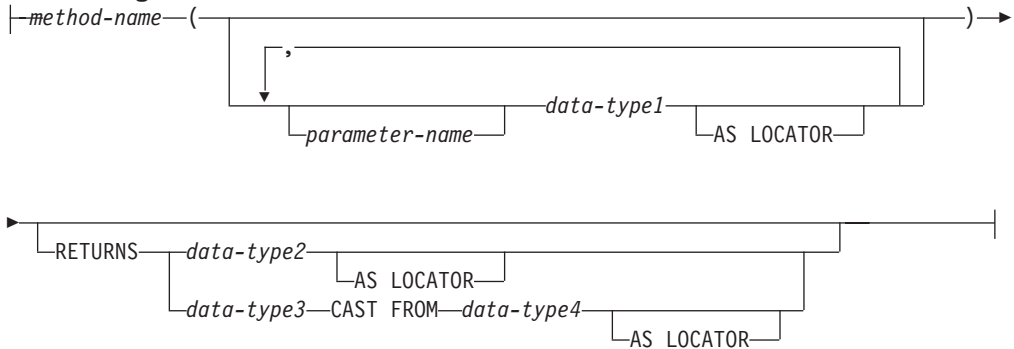 method-name ( )
,
data-type1
parameter-name AS LOCATOR
RETURNS data-type2
AS LOCATOR
data-type3 CAST FROM data-type4
AS LOCATOR